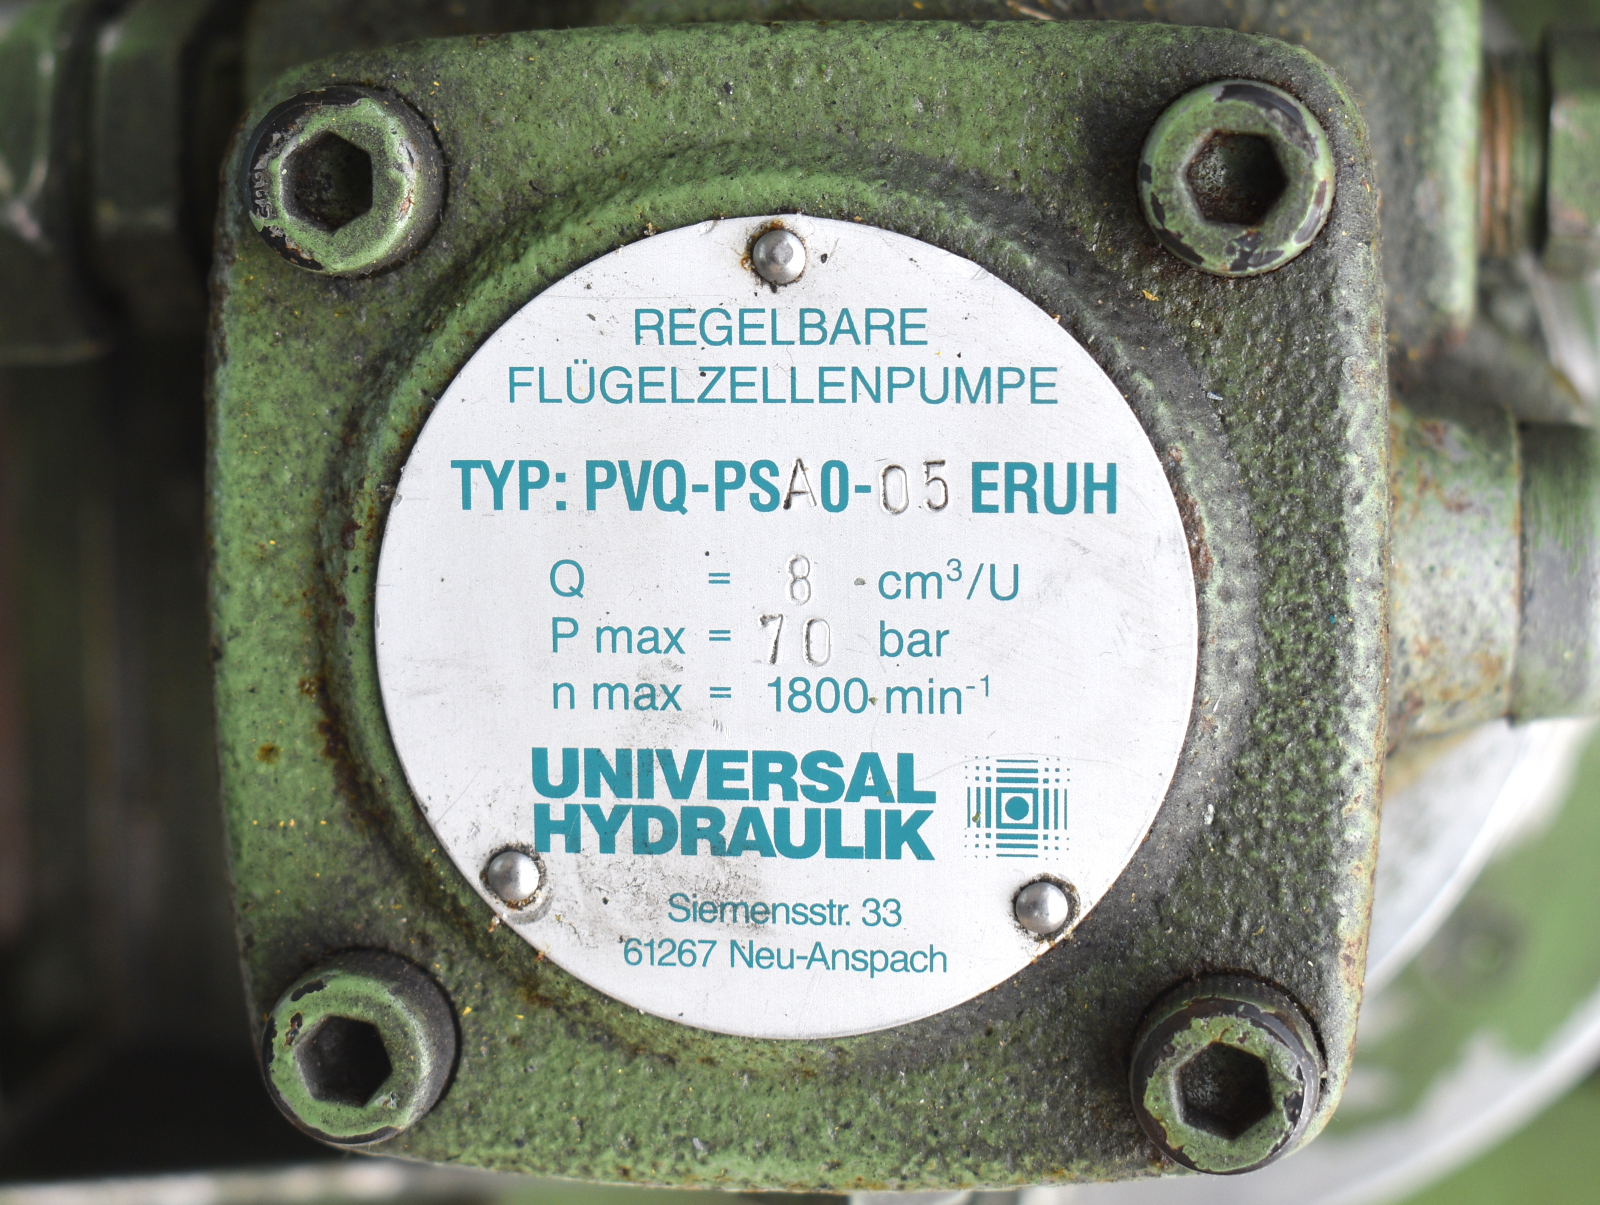 REGELBARE
FLÜGELZELLENPUMPE
TYP: PVQ-PSA0-05 ERUH
Q = 8 cm³/U
P max = 70 bar
n max = 1800 min⁻¹
UNIVERSAL
HYDRAULIK
Siemensstr. 33
61267 Neu-Anspach